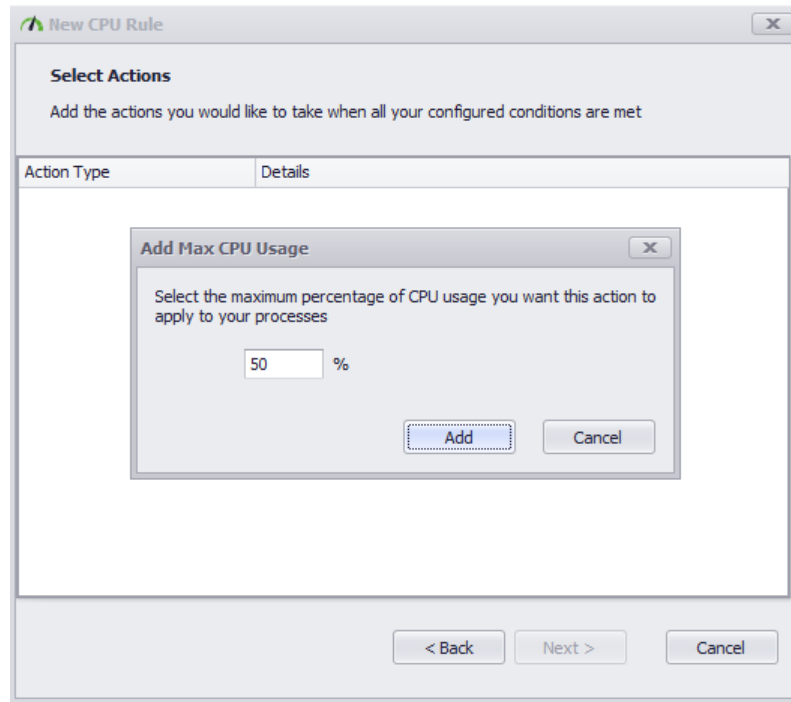 New CPU Rule
Select Actions
Add the actions you would like to take when all your configured conditions are met
Action Type Details
Add Max CPU Usage
Select the maximum percentage of CPU usage you want this action to
apply to your processes
50 %
Add Cancel
< Back Next > Cancel